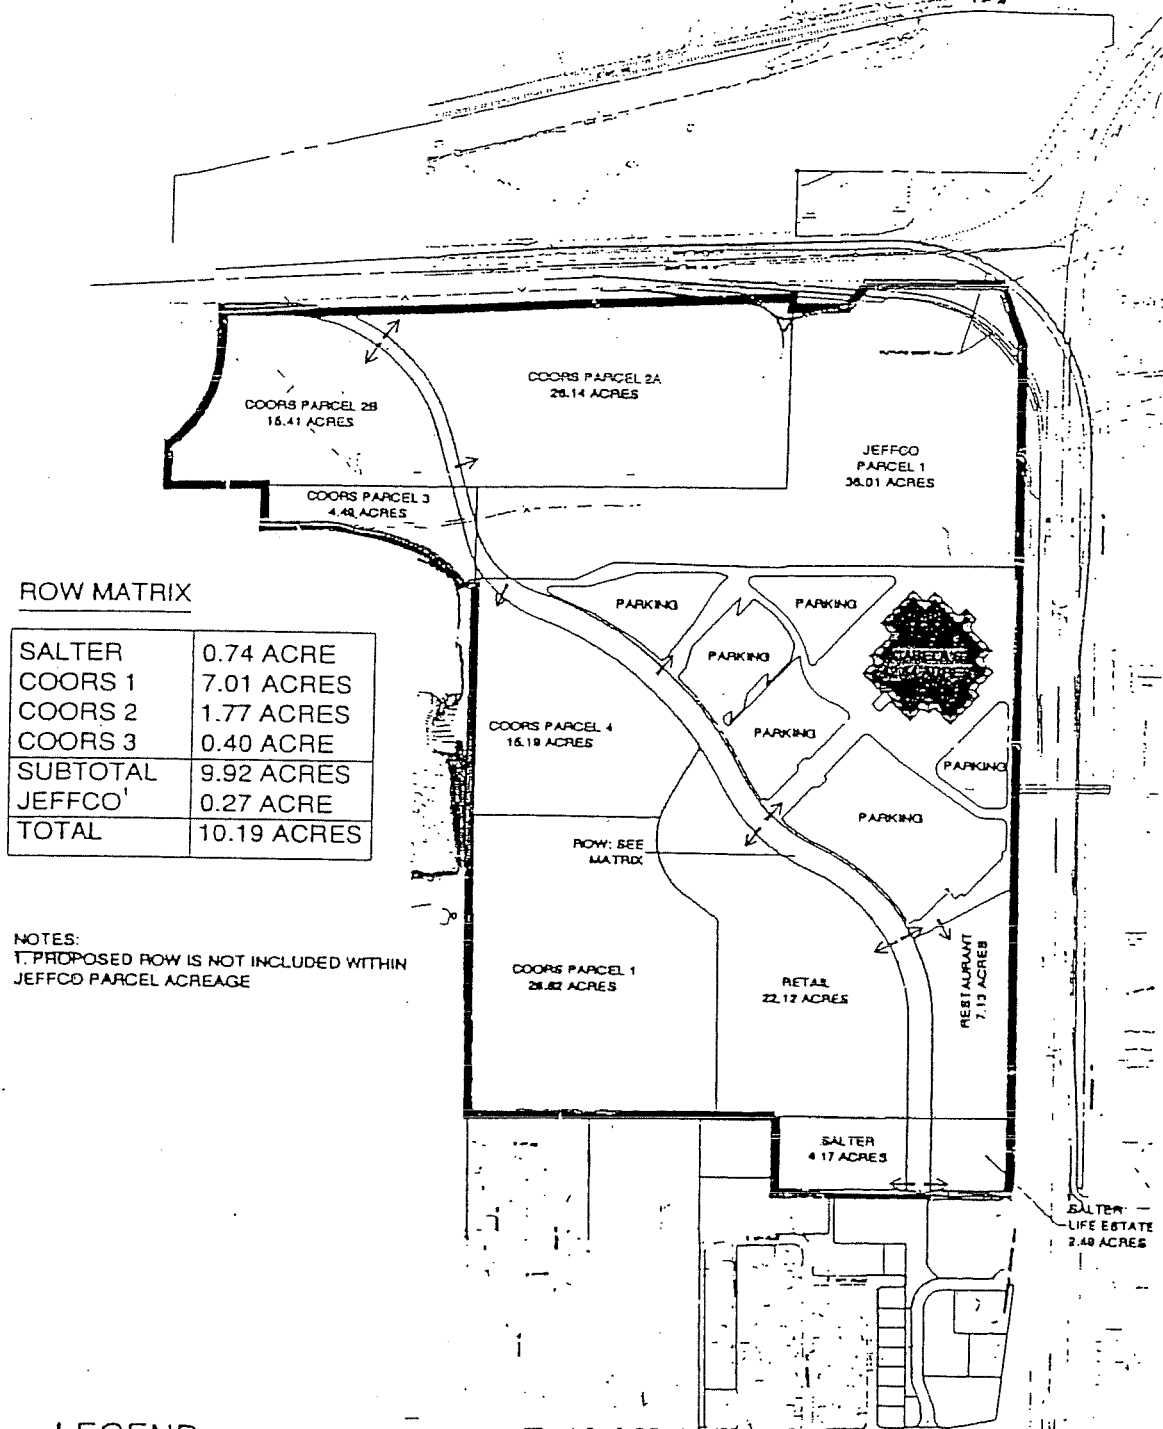 COORS PARCEL 2A
26.14 ACRES
COORS PARCEL 2B
15.41 ACRES
JEFFCO
PARCEL 1
36.01 ACRES
COORS PARCEL 3
4.49 ACRES
ROW MATRIX
SALTER 0.74 ACRE
COORS 1 7.01 ACRES
COORS 2 1.77 ACRES
COORS 3 0.40 ACRE
SUBTOTAL 9.92 ACRES
JEFFCO¹ 0.27 ACRE
TOTAL 10.19 ACRES
PARKING
PARKING
PARKING
COORS PARCEL 4
15.19 ACRES
PARKING
PARKING
PARKING
ROW: SEE
MATRIX
NOTES:
1. PROPOSED ROW IS NOT INCLUDED WITHIN
JEFFCO PARCEL ACREAGE
COORS PARCEL 1
ACRES
RETAIL
22.12 ACRES
RESTAURANT
7.13 ACRES
SALTER
4.17 ACRES
SALTER
LIFE ESTATE
2.49 ACRES
LEGEND